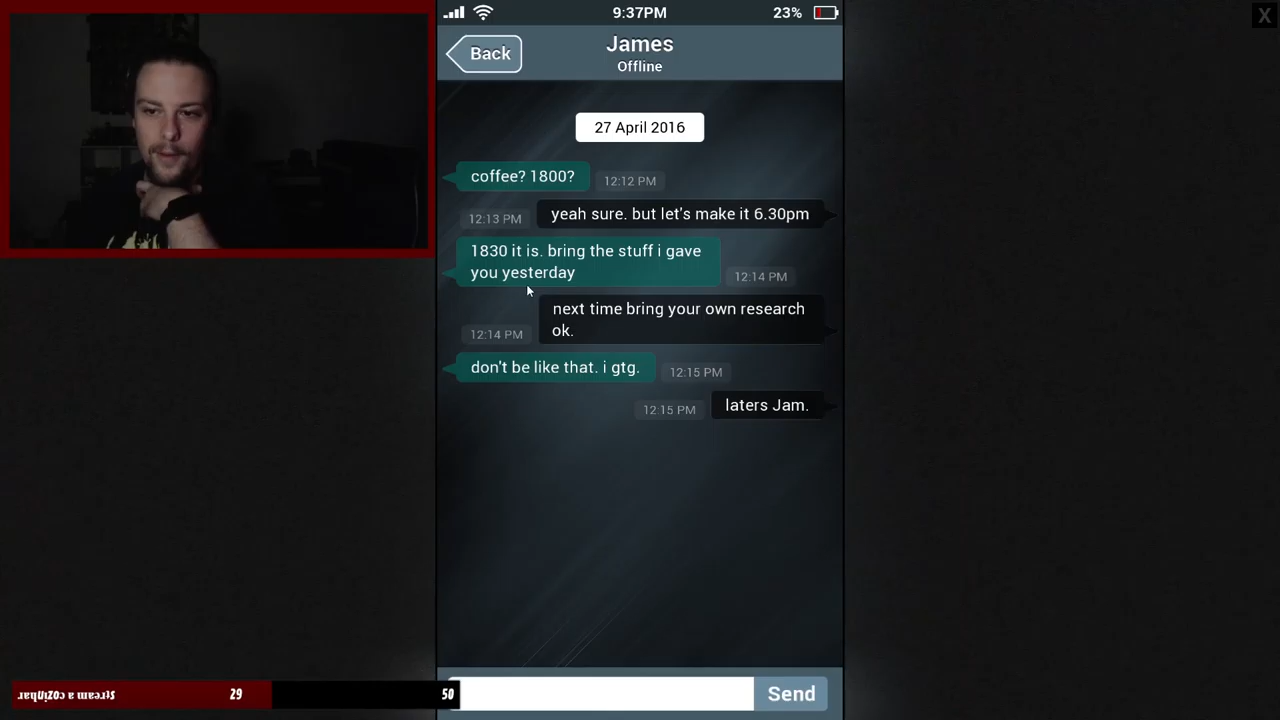 9:37PM
23%
X
Back
James
Offline
27 April 2016
coffee? 1800?
12:12 PM
12:13 PM
yeah sure. but let's make it 6.30pm
1830 it is. bring the stuff i gave
you yesterday
12:14 PM
next time bring your own research
ok.
12:14 PM
don't be like that. i gtg.
12:15 PM
12:15 PM
laters Jam.
29
50
Send